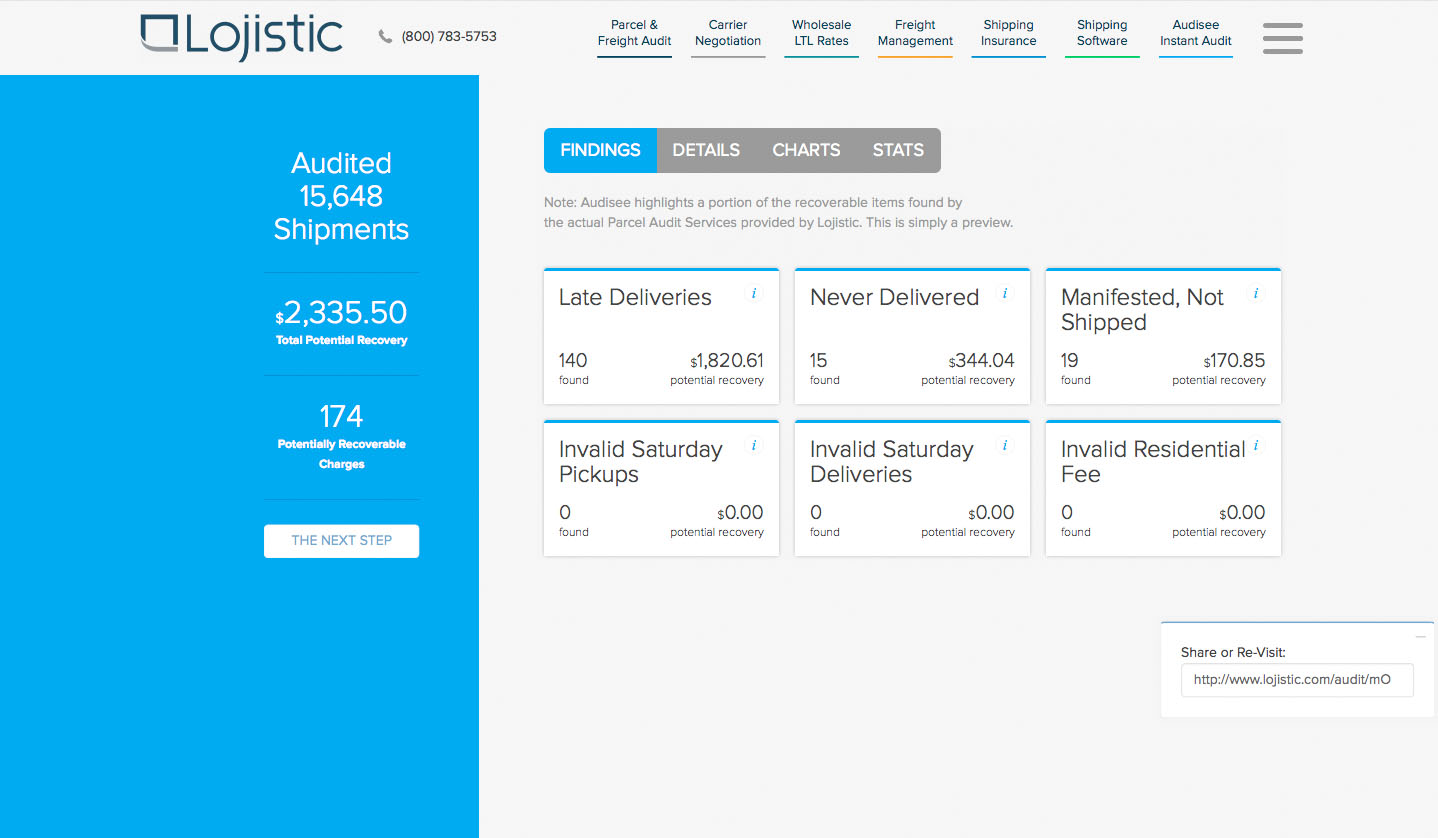 Lojistic
(800) 783-5753
Parcel &
Freight Audit
Carrier
Negotiation
Wholesale
LTL Rates
Freight
Management
Shipping
Insurance
Shipping
Software
Audisee
Instant Audit
Audited
15,648
Shipments
$2,335.50
Total Potential Recovery
174
Potentially Recoverable
Charges
THE NEXT STEP
FINDINGS DETAILS CHARTS STATS
Note: Audisee highlights a portion of the recoverable items found by
the actual Parcel Audit Services provided by Lojistic. This is simply a preview.
Late Deliveries i
140 $1,820.61
found potential recovery
Never Delivered i
15 $344.04
found potential recovery
Manifested, Not i
Shipped
19 $170.85
found potential recovery
Invalid Saturday i
Pickups
0 $0.00
found potential recovery
Invalid Saturday i
Deliveries
0 $0.00
found potential recovery
Invalid Residential i
Fee
0 $0.00
found potential recovery
Share or Re-Visit:
http://www.lojistic.com/audit/mO